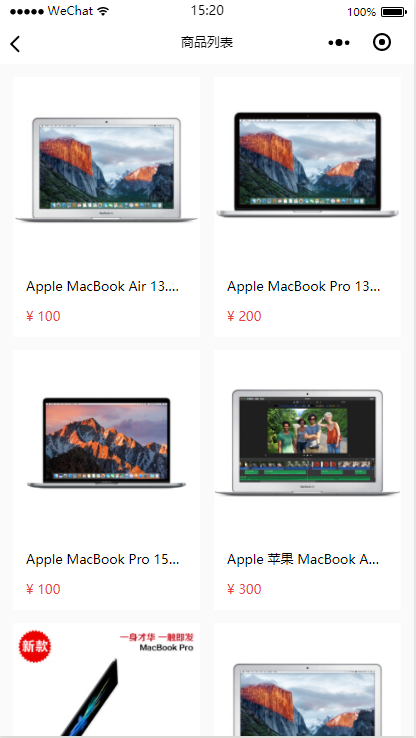 WeChat 15:20 100%
商品列表
Apple MacBook Air 13....
¥ 100
Apple MacBook Pro 13...
¥ 200
Apple MacBook Pro 15...
¥ 100
Apple 苹果 MacBook A...
¥ 300
新款
一身才华 一触即发
MacBook Pro